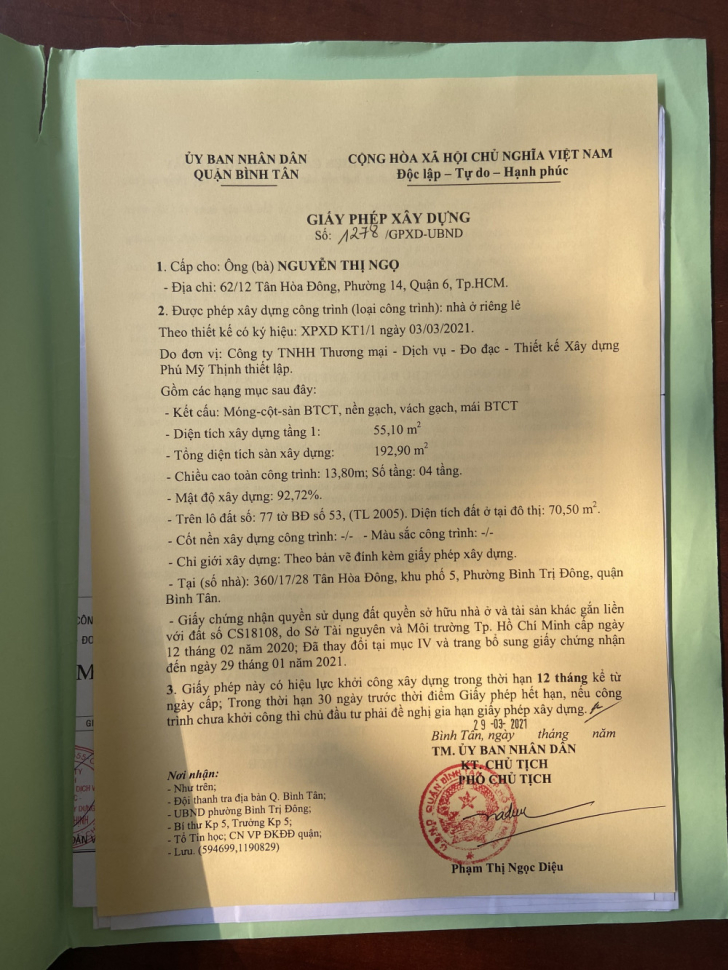 ỦY BAN NHÂN DÂN
QUẬN BÌNH TÂN
CỘNG HÒA XÃ HỘI CHỦ NGHĨA VIỆT NAM
Độc lập – Tự do – Hạnh phúc
GIẤY PHÉP XÂY DỰNG
Số: 1278 /GPXD-UBND
1. Cấp cho: Ông (bà) NGUYỄN THỊ NGỌ
- Địa chỉ: 62/12 Tân Hòa Đông, Phường 14, Quận 6, Tp.HCM.
2. Được phép xây dựng công trình (loại công trình): nhà ở riêng lẻ
Theo thiết kế có ký hiệu: XPXD KT1/1 ngày 03/03/2021.
Do đơn vị: Công ty TNHH Thương mại - Dịch vụ - Đo đạc - Thiết kế Xây dựng
Phú Mỹ Thịnh thiết lập.
Gồm các hạng mục sau đây:
- Kết cấu: Móng-cột-sàn BTCT, nền gạch, vách gạch, mái BTCT
- Diện tích xây dựng tầng 1: 55,10 m²
- Tổng diện tích sàn xây dựng: 192,90 m²
- Chiều cao toàn công trình: 13,80m; Số tầng: 04 tầng.
- Mật độ xây dựng: 92,72%.
- Trên lô đất số: 77 tờ BĐ số 53, (TL 2005). Diện tích đất ở tại đô thị: 70,50 m².
- Cốt nền xây dựng công trình: -/- - Màu sắc công trình: -/-
- Chỉ giới xây dựng: Theo bản vẽ đính kèm giấy phép xây dựng.
- Tại (số nhà): 360/17/28 Tân Hòa Đông, khu phố 5, Phường Bình Trị Đông, quận
Bình Tân.
- Giấy chứng nhận quyền sử dụng đất quyền sở hữu nhà ở và tài sản khác gắn liền
với đất số CS18108, do Sở Tài nguyên và Môi trường Tp. Hồ Chí Minh cấp ngày
12 tháng 02 năm 2020; Đã thay đổi tại mục IV và trang bổ sung giấy chứng nhận
đến ngày 29 tháng 01 năm 2021.
3. Giấy phép này có hiệu lực khởi công xây dựng trong thời hạn 12 tháng kể từ
ngày cấp; Trong thời hạn 30 ngày trước thời điểm Giấy phép hết hạn, nếu công
trình chưa khởi công thì chủ đầu tư phải đề nghị gia hạn giấy phép xây dựng.
29 -03- 2021
Bình Tân, ngày tháng năm
TM. ỦY BAN NHÂN DÂN
KT. CHỦ TỊCH
PHÓ CHỦ TỊCH
Nơi nhận:
- Như trên;
- Đội thanh tra địa bàn Q. Bình Tân;
- UBND phường Bình Trị Đông;
- Bí thư Kp 5, Trưởng Kp 5;
- Tổ Tin học; CN VP ĐKĐĐ quận;
- Lưu. (594699,1190829)
Phạm Thị Ngọc Diệu